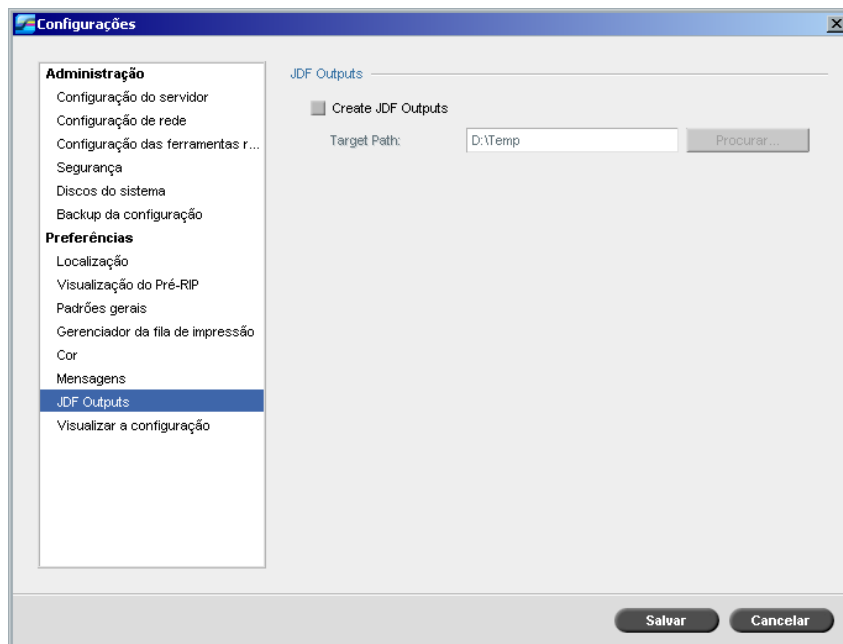 Configurações
Administração
Configuração do servidor
Configuração de rede
Configuração das ferramentas r...
Segurança
Discos do sistema
Backup da configuração
Preferências
Localização
Visualização do Pré-RIP
Padrões gerais
Gerenciador da fila de impressão
Cor
Mensagens
JDF Outputs
Visualizar a configuração
JDF Outputs
Create JDF Outputs
Target Path: D:\Temp Procurar...
Salvar Cancelar